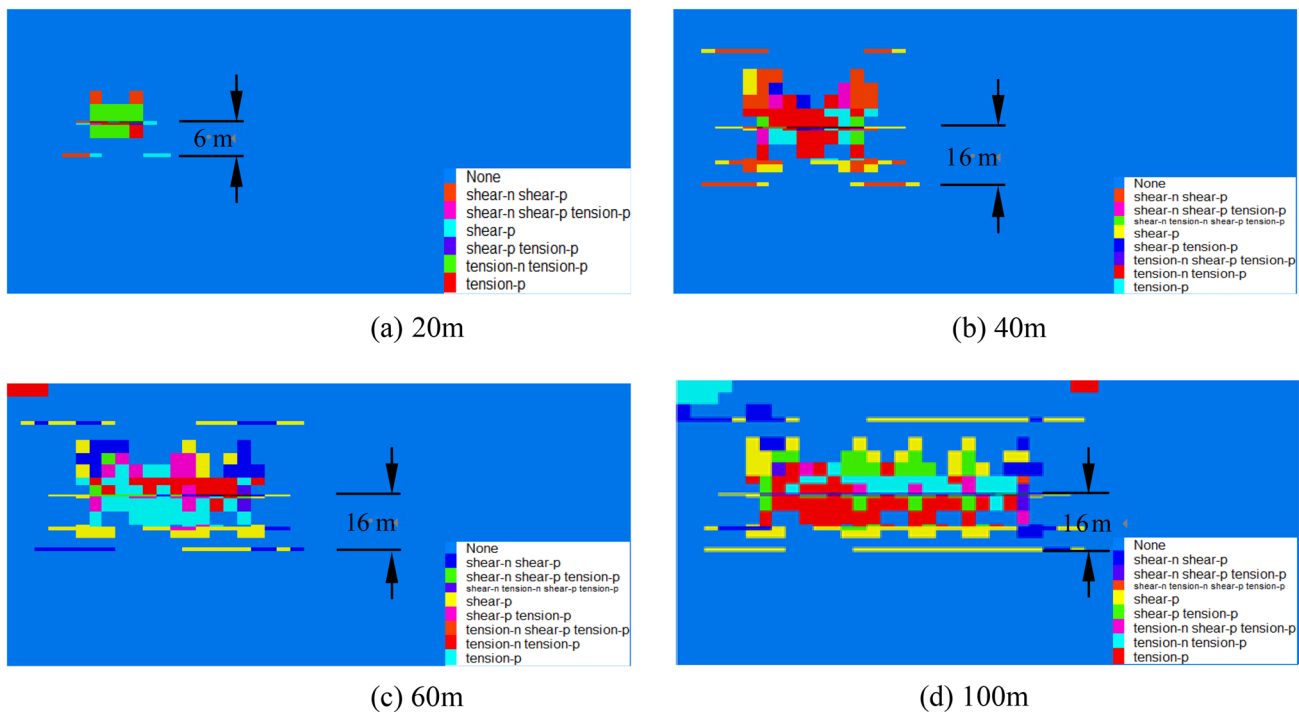 6 m
None
shear-n shear-p
shear-n shear-p tension-p
shear-p
shear-p tension-p
tension-n tension-p
tension-p
(a) 20m
16 m
None
shear-n shear-p
shear-n shear-p tension-p
shear-n tension-n shear-p tension-p
shear-p
shear-p tension-p
tension-n shear-p tension-p
tension-n tension-p
tension-p
(b) 40m
16 m
None
shear-n shear-p
shear-n shear-p tension-p
shear-n tension-n shear-p tension-p
shear-p
shear-p tension-p
tension-n shear-p tension-p
tension-n tension-p
tension-p
(c) 60m
16 m
None
shear-n shear-p
shear-n shear-p tension-p
shear-n tension-n shear-p tension-p
shear-p
shear-p tension-p
tension-n shear-p tension-p
tension-n tension-p
tension-p
(d) 100m